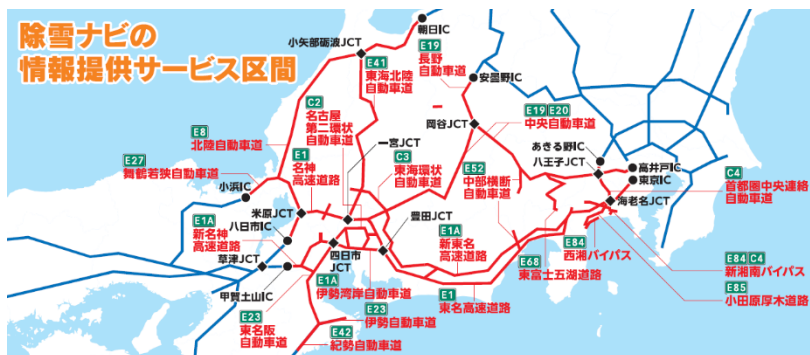 除雪ナビの
情報提供サービス区間
朝日IC
小矢部砺波JCT
E19
長野
自動車道
安曇野IC
E41
東海北陸
自動車道
C2
名古屋
第二環状
自動車道
E19 E20
中央自動車道
岡谷JCT
あきる野IC
八王子JCT
高井戸IC
東京IC
C4
首都圏中央連絡
自動車道
海老名JCT
E8
北陸自動車道
E1
名神
高速道路
一宮JCT
C3
東海環状
自動車道
E52
中部横断
自動車道
E27
舞鶴若狭自動車道
小浜IC
米原JCT
八日市IC
豊田JCT
E1A
新東名
高速道路
E1A
新名神
高速道路
草津JCT
四日市
JCT
甲賀土山IC
E84
西湘バイパス
E84 C4
新湘南バイパス
E68
東富士五湖道路
E85
小田原厚木道路
E1A
伊勢湾岸自動車道
E1
東名高速道路
E23
東名阪
自動車道
E23
伊勢自動車道
E42
紀勢自動車道